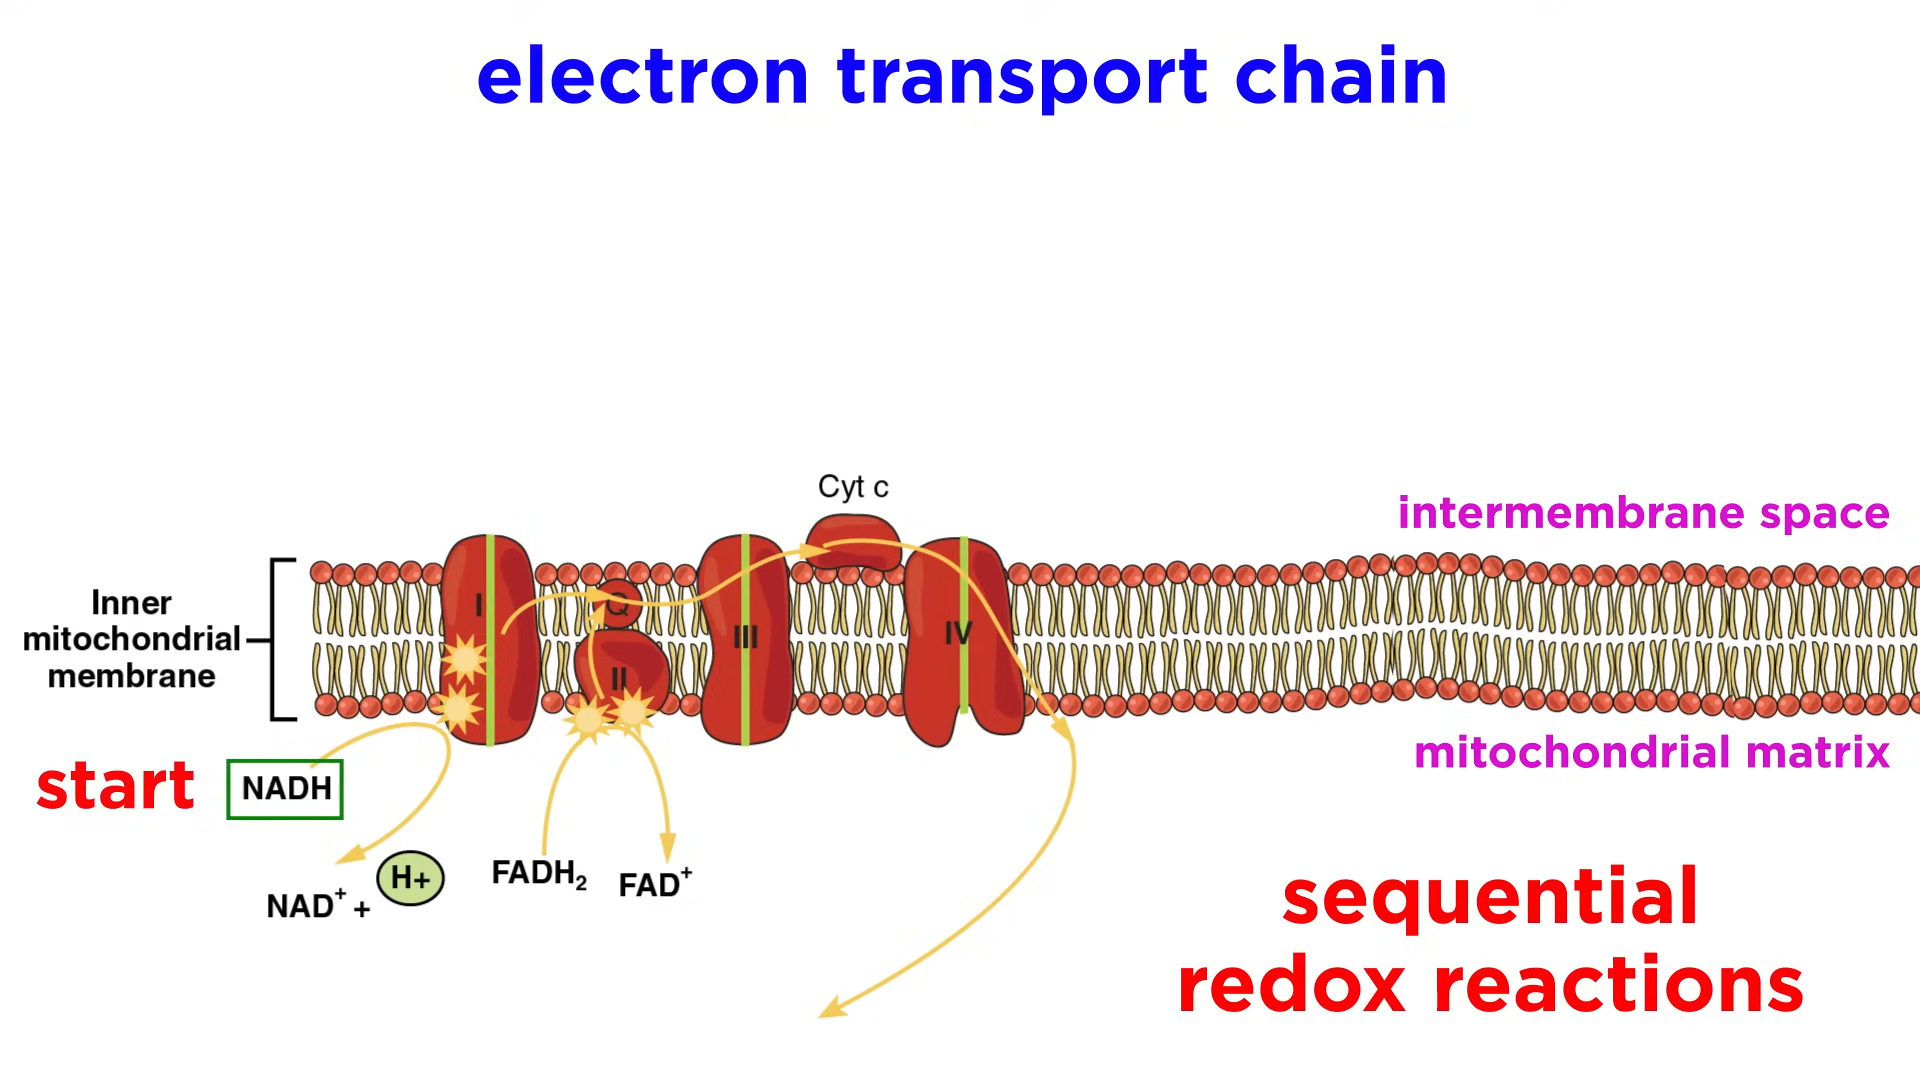 electron transport chain
Cyt c
intermembrane space
Inner
mitochondrial
membrane
I
Q
II
III
IV
mitochondrial matrix
start
NADH
NAD⁺ +
H+
FADH₂
FAD⁺
sequential
redox reactions